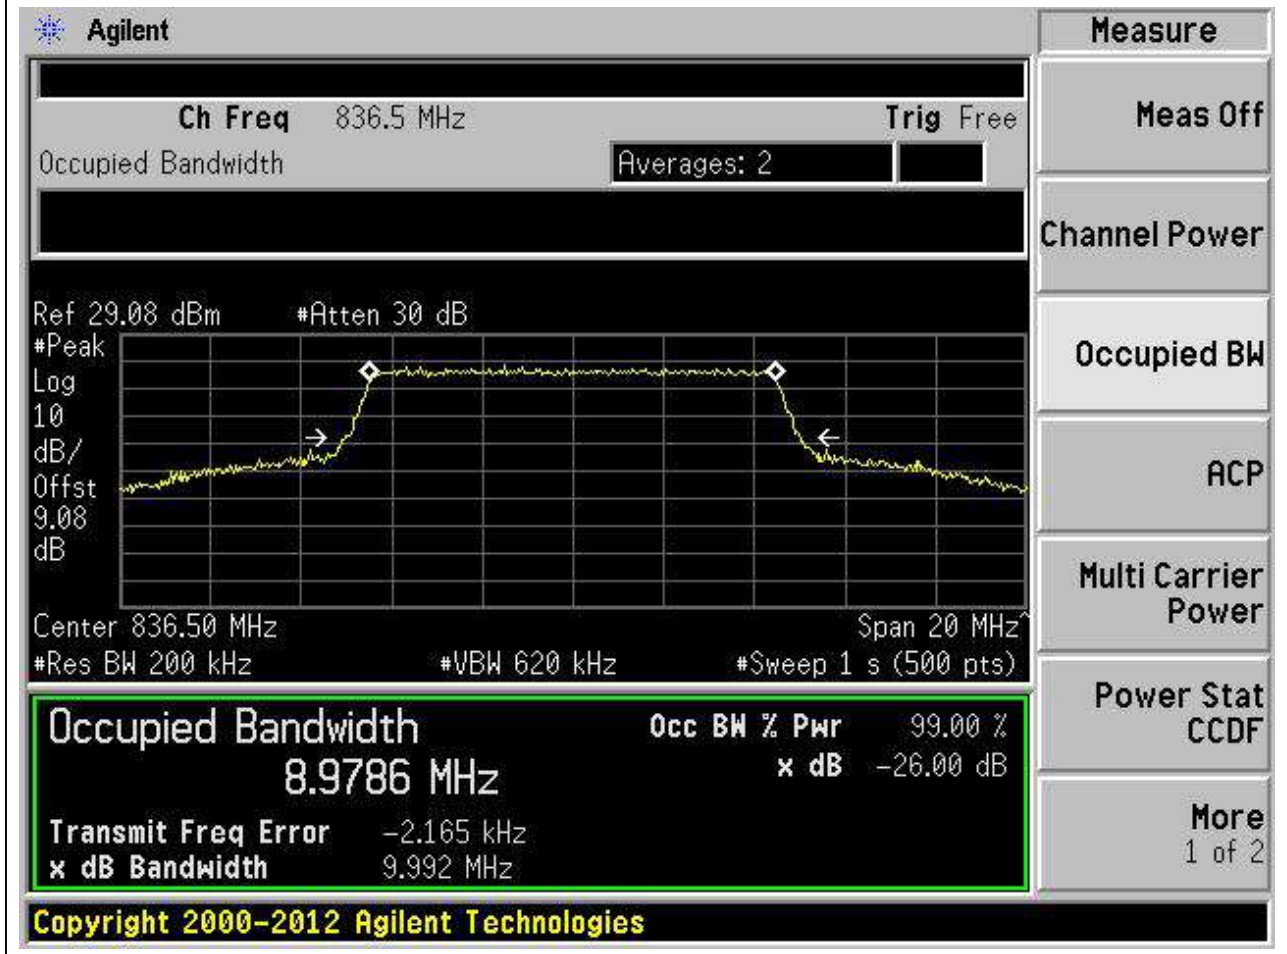 Agilent
Measure
Ch Freq 836.5 MHz Trig Free
Occupied Bandwidth Averages: 2
Ref 29.08 dBm #Atten 30 dB
#Peak
Log
10
dB/
Offst
9.08
dB
Center 836.50 MHz Span 20 MHz^
#Res BW 200 kHz #VBW 620 kHz #Sweep 1 s (500 pts)
Occupied Bandwidth Occ BW % Pwr 99.00 %
8.9786 MHz x dB -26.00 dB
Transmit Freq Error -2.165 kHz
x dB Bandwidth 9.992 MHz
Meas Off
Channel Power
Occupied BW
ACP
Multi Carrier
Power
Power Stat
CCDF
More
1 of 2
Copyright 2000-2012 Agilent Technologies